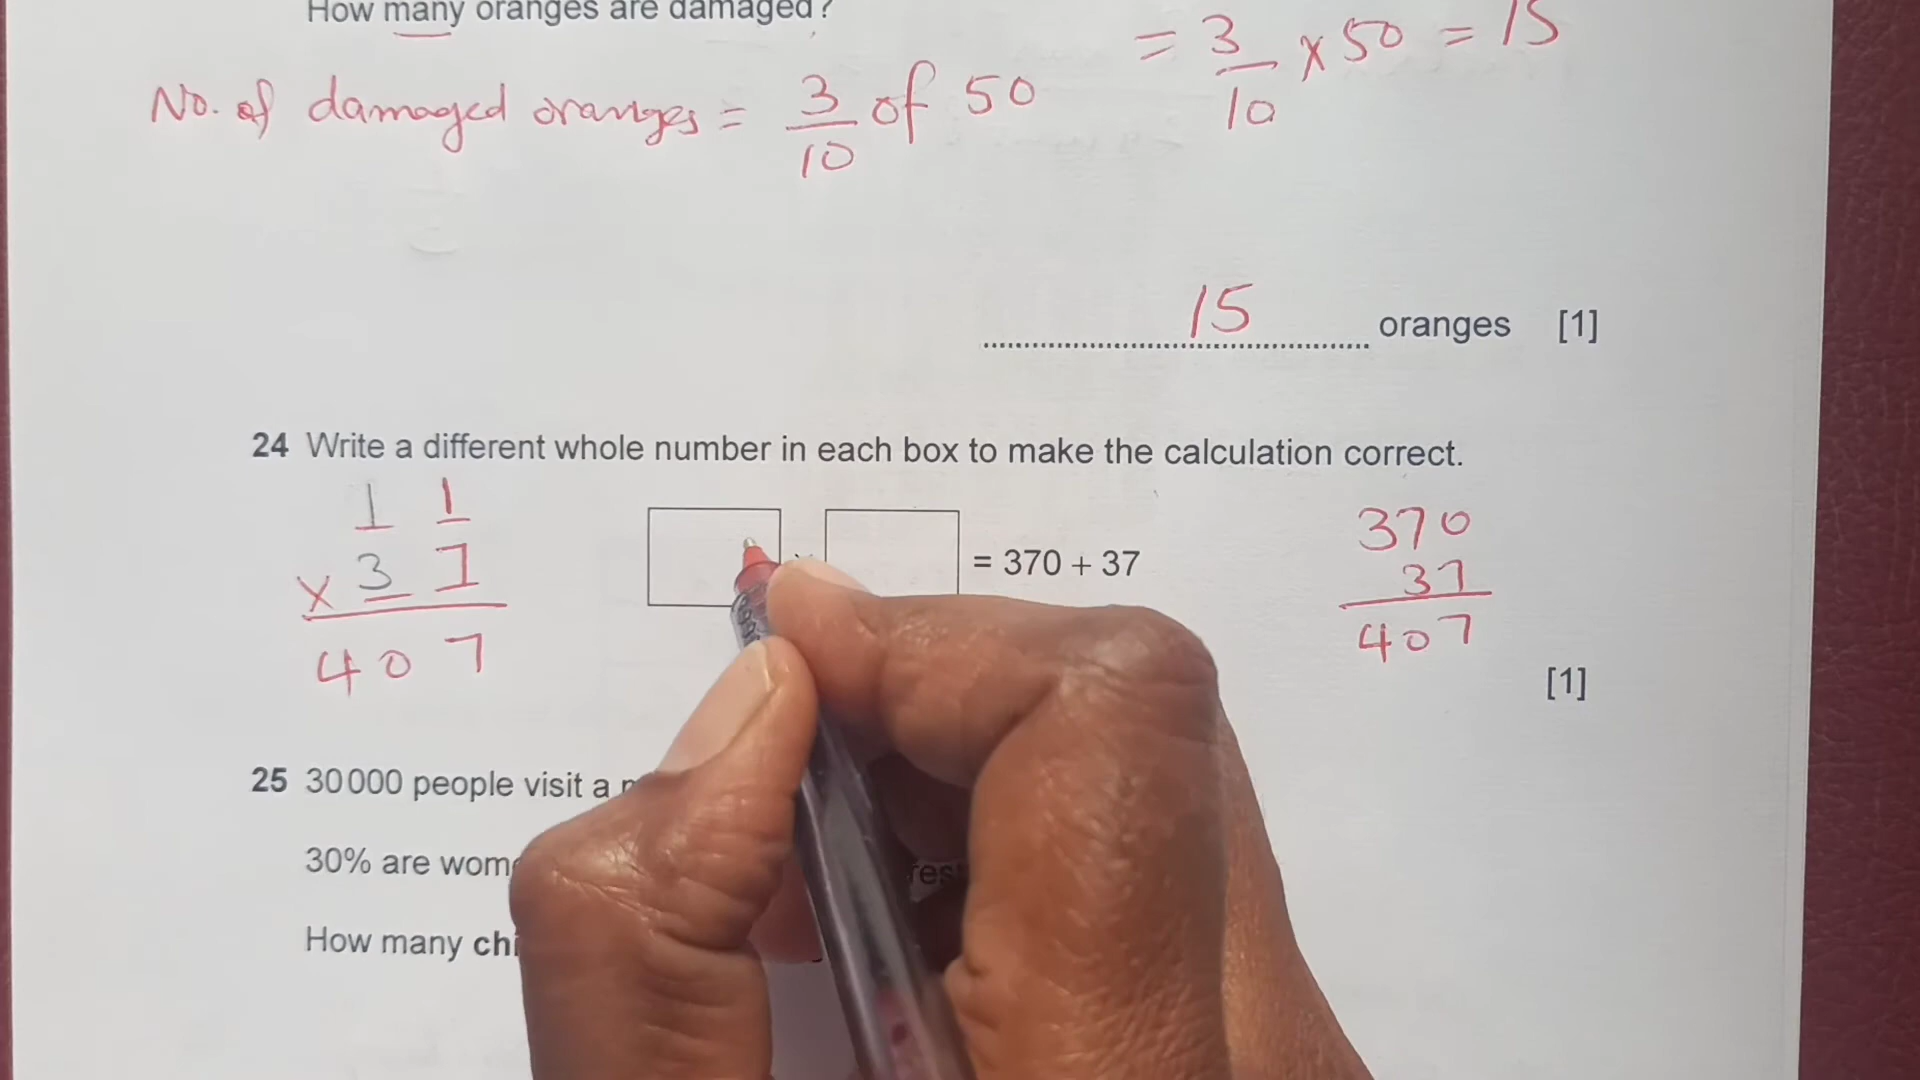 How many oranges are damaged?
= 3/10 × 50 = 15
No. of damaged oranges = 3/10 of 50
15 oranges [1]
24 Write a different whole number in each box to make the calculation correct.
1 1
× 3 7
4 0 7
= 370 + 37
370
37
407
[1]
25 30 000 people visit a
30% are
How many